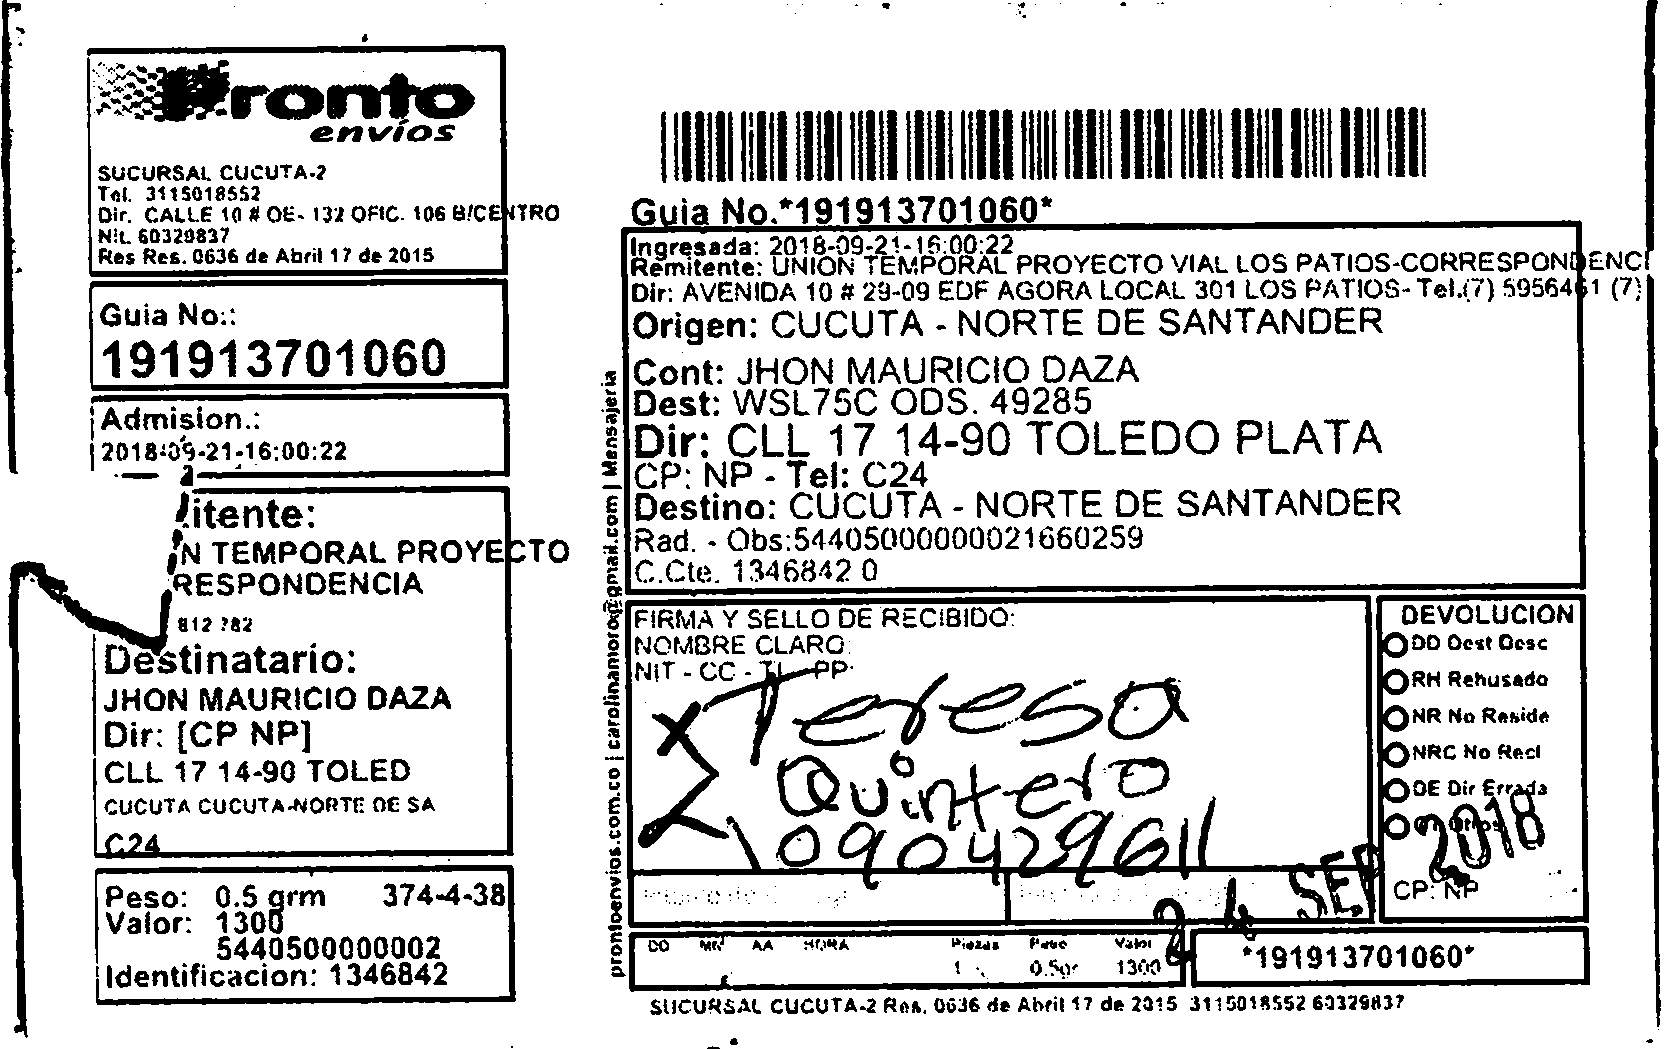 Pronto
envíos
SUCURSAL CUCUTA-2
Tel. 3115018552
Dir. CALLE 10 # OE- 132 OFIC. 106 B/CENTRO
Nit. 60329837
Res Res. 0636 de Abril 17 de 2015
Guia No.:
191913701060
Admision.:
2018-09-21-16:00:22
itente:
N TEMPORAL PROYECTO
RESPONDENCIA
812 782
Destinatario:
JHON MAURICIO DAZA
Dir: [CP NP]
CLL 17 14-90 TOLED
CUCUTA CUCUTA-NORTE DE SA
C24
Peso: 0.5 grm 374-4-38
Valor: 1300
5440500000002
Identificacion: 1346842
prontoenvios.com.co | carolinamoro@gmail.com | Mensajeria
Guia No.*191913701060*
Ingresada: 2018-09-21-16:00:22
Remitente: UNION TEMPORAL PROYECTO VIAL LOS PATIOS-CORRESPONDENCI
Dir: AVENIDA 10 # 29-09 EDF AGORA LOCAL 301 LOS PATIOS- Tel.(7) 5956461 (7)
Origen: CUCUTA - NORTE DE SANTANDER
Cont: JHON MAURICIO DAZA
Dest: WSL75C ODS. 49285
Dir: CLL 17 14-90 TOLEDO PLATA
CP: NP - Tel: C24
Destino: CUCUTA - NORTE DE SANTANDER
Rad. - Obs:54405000000021660259
C.Cte. 1346842 0
FIRMA Y SELLO DE RECIBIDO:
NOMBRE CLARO:
NIT - CC - TI - PP:
Teresa
Quintero
1090429611
DEVOLUCION
DD Dest Desc
RH Rehusado
NR No Reside
NRC No Recl
DE Dir Errada
OT Otros
CP: NP
24 SEP 2018
DD MM AA HORA
Piezas Peso Valor
1 0.5gr 1300
*191913701060*
SUCURSAL CUCUTA-2 Res. 0636 de Abril 17 de 2015 3115018552 60329837